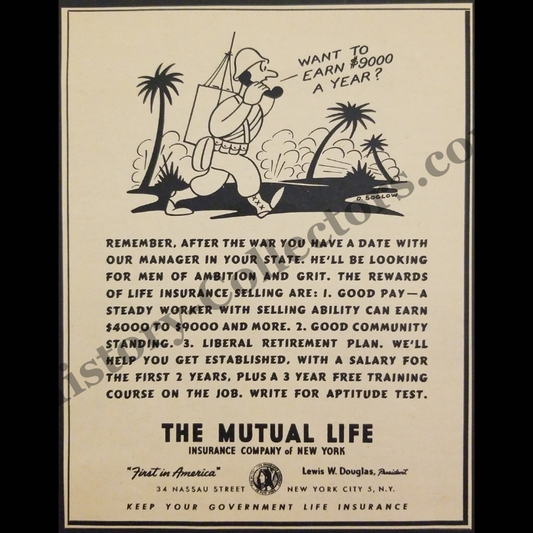 WANT TO
EARN $9000
A YEAR?
O. SOGLOW
REMEMBER, AFTER THE WAR YOU HAVE A DATE WITH
OUR MANAGER IN YOUR STATE. HE'LL BE LOOKING
FOR MEN OF AMBITION AND GRIT. THE REWARDS
OF LIFE INSURANCE SELLING ARE: 1. GOOD PAY—A
STEADY WORKER WITH SELLING ABILITY CAN EARN
$4000 TO $9000 AND MORE. 2. GOOD COMMUNITY
STANDING. 3. LIBERAL RETIREMENT PLAN. WE'LL
HELP YOU GET ESTABLISHED, WITH A SALARY FOR
THE FIRST 2 YEARS, PLUS A 3 YEAR FREE TRAINING
COURSE ON THE JOB. WRITE FOR APTITUDE TEST.
THE MUTUAL LIFE
INSURANCE COMPANY of NEW YORK
"First in America" Lewis W. Douglas, President
34 NASSAU STREET NEW YORK CITY 5, N.Y.
KEEP YOUR GOVERNMENT LIFE INSURANCE
History Collectors.co